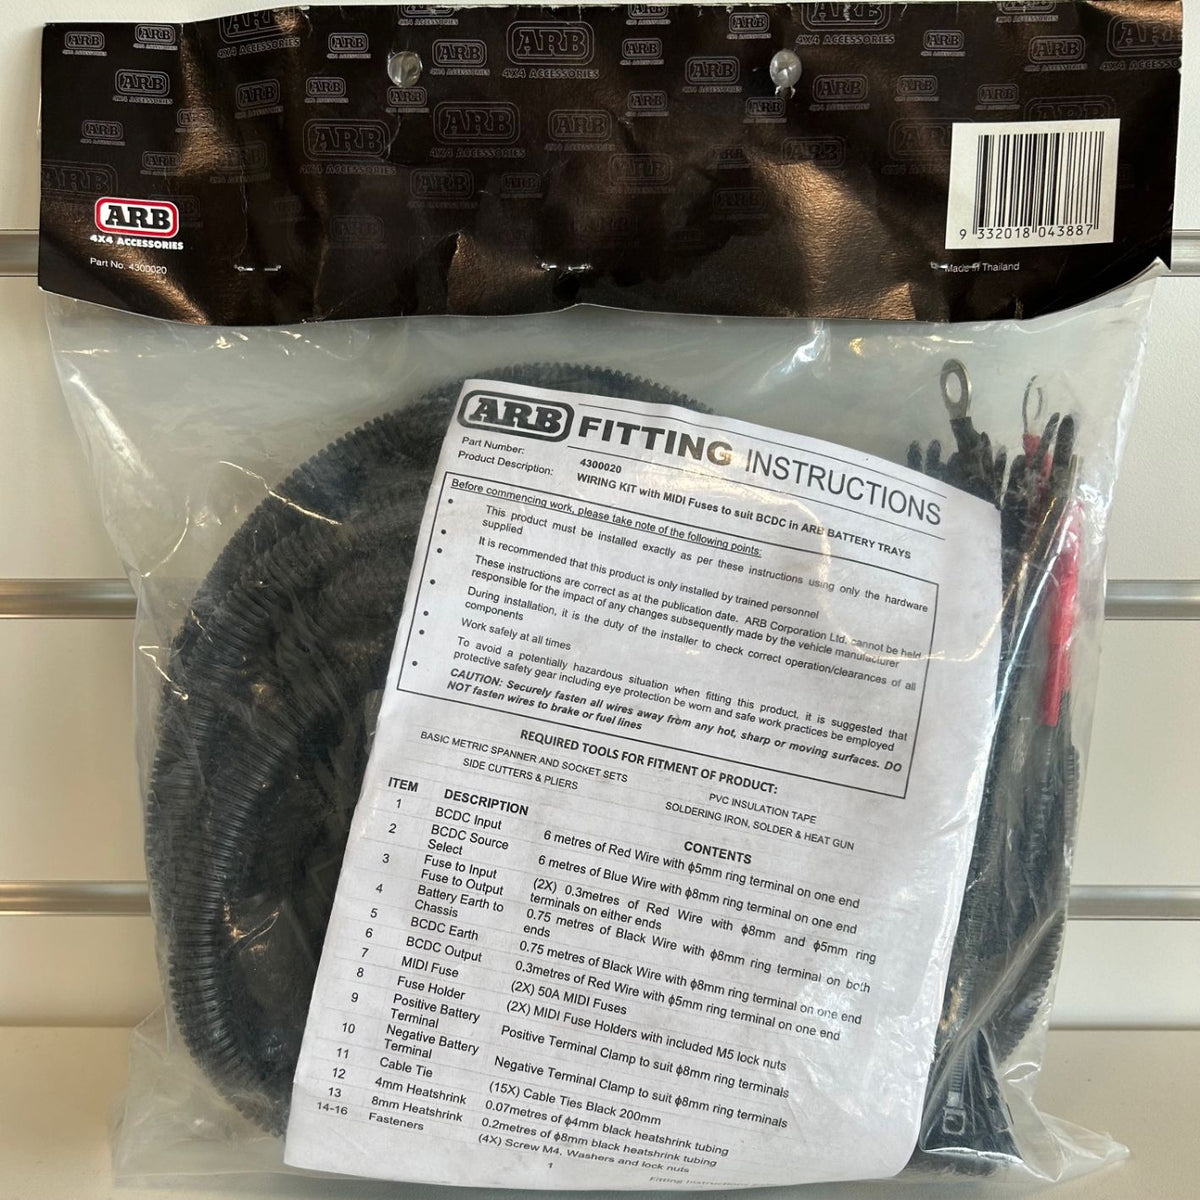 ARB
4X4 ACCESSORIES
Part No. 4300020
9 332018 043887
Made in Thailand
ARB FITTING INSTRUCTIONS
Part Number: 4300020
Product Description: WIRING KIT with MIDI Fuses to suit BCDC in ARB BATTERY TRAYS
Before commencing work, please take note of the following points:
• This product must be installed exactly as per these instructions using only the hardware
supplied
• It is recommended that this product is only installed by trained personnel
• These instructions are correct as at the publication date. ARB Corporation Ltd. cannot be held
responsible for the impact of any changes subsequently made by the vehicle manufacturer
• During installation, it is the duty of the installer to check correct operation/clearances of all
components
• Work safely at all times
• To avoid a potentially hazardous situation when fitting this product, it is suggested that
protective safety gear including eye protection be worn and safe work practices be employed
• CAUTION: Securely fasten all wires away from any hot, sharp or moving surfaces. DO
NOT fasten wires to brake or fuel lines
REQUIRED TOOLS FOR FITMENT OF PRODUCT:
BASIC METRIC SPANNER AND SOCKET SETS PVC INSULATION TAPE
SIDE CUTTERS & PLIERS SOLDERING IRON, SOLDER & HEAT GUN
CONTENTS
ITEM DESCRIPTION
1 BCDC Input 6 metres of Red Wire with ϕ5mm ring terminal on one end
2 BCDC Source
Select 6 metres of Blue Wire with ϕ8mm ring terminal on one end
3 Fuse to Input
Fuse to Output (2X) 0.3metres of Red Wire with ϕ8mm and ϕ5mm ring
terminals on either ends
4 Battery Earth to
Chassis 0.75 metres of Black Wire with ϕ8mm ring terminal on both
ends
5 BCDC Earth 0.75 metres of Black Wire with ϕ8mm ring terminal on one end
6 BCDC Output 0.3metres of Red Wire with ϕ5mm ring terminal on one end
7 MIDI Fuse (2X) 50A MIDI Fuses
8 Fuse Holder (2X) MIDI Fuse Holders with included M5 lock nuts
9 Positive Battery
Terminal Positive Terminal Clamp to suit ϕ8mm ring terminals
10 Negative Battery
Terminal Negative Terminal Clamp to suit ϕ8mm ring terminals
11 Cable Tie (15X) Cable Ties Black 200mm
12 4mm Heatshrink 0.07metres of ϕ4mm black heatshrink tubing
13 8mm Heatshrink 0.2metres of ϕ8mm black heatshrink tubing
14-16 Fasteners (4X) Screw M4, Washers and lock nuts
1
Fitting Instructions